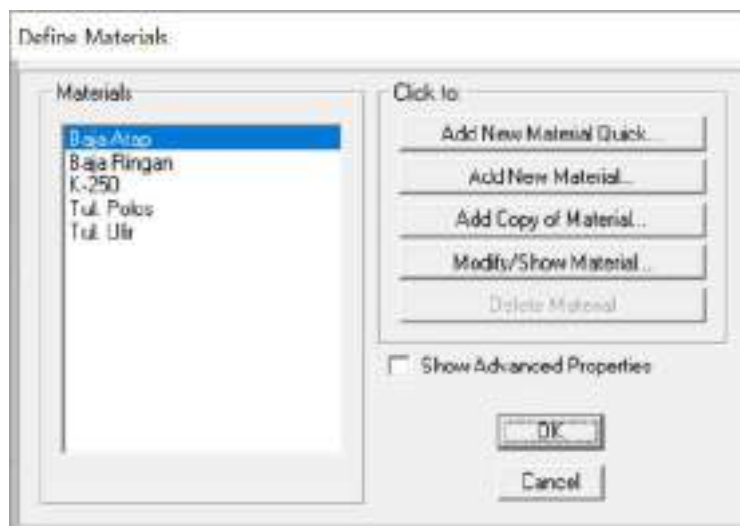 Define Materials
Materials
Baja Atap
Baja Ringan
K-250
Tul. Polos
Tul. Ulir
Click to:
Add New Material Quick...
Add New Material...
Add Copy of Material...
Modify/Show Material...
Delete Material
Show Advanced Properties
OK
Cancel